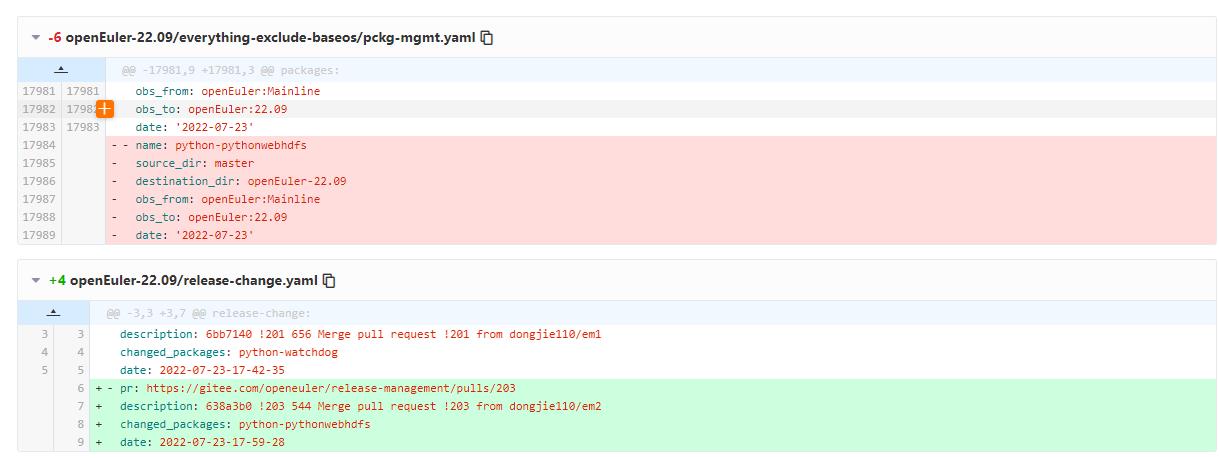 -6 openEuler-22.09/everything-exclude-baseos/pckg-mgmt.yaml
@@ -17981,9 +17981,3 @@ packages:
17981 17981 obs_from: openEuler:Mainline
17982 17982 obs_to: openEuler:22.09
17983 17983 date: '2022-07-23'
17984 - - name: python-pythonwebhdfs
17985 - source_dir: master
17986 - destination_dir: openEuler-22.09
17987 - obs_from: openEuler:Mainline
17988 - obs_to: openEuler:22.09
17989 - date: '2022-07-23'
+4 openEuler-22.09/release-change.yaml
@@ -3,3 +3,7 @@ release-change:
3 3 description: 6bb7140 !201 656 Merge pull request !201 from dongjie110/em1
4 4 changed_packages: python-watchdog
5 5 date: 2022-07-23-17-42-35
6 + - pr: https://gitee.com/openeuler/release-management/pulls/203
7 + description: 638a3b0 !203 544 Merge pull request !203 from dongjie110/em2
8 + changed_packages: python-pythonwebhdfs
9 + date: 2022-07-23-17-59-28